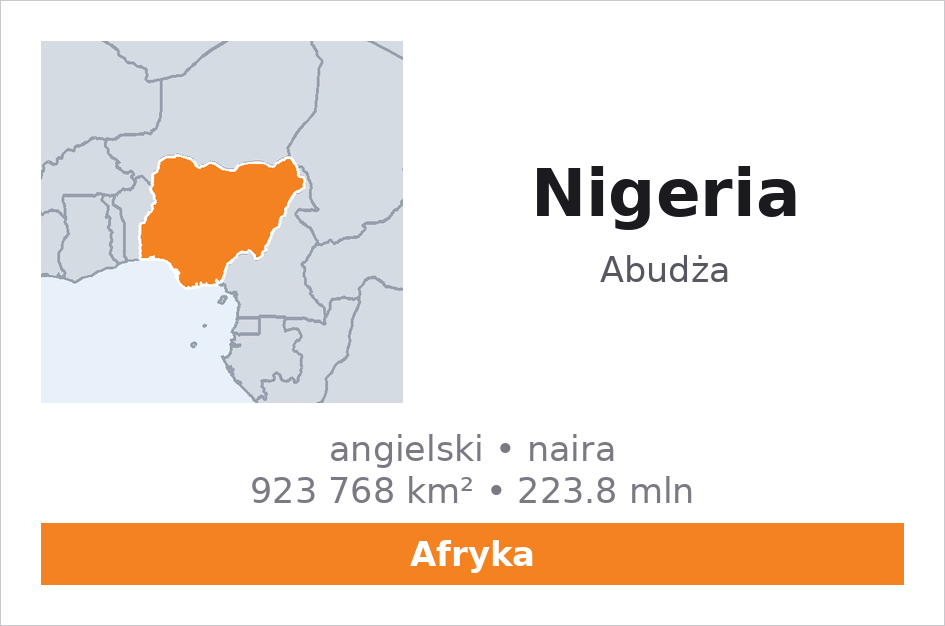 Nigeria
Abudża
angielski • naira
923 768 km² • 223.8 mln
Afryka